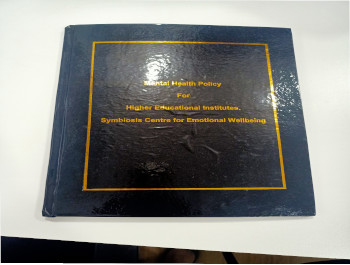 Mental Health Policy
For
Higher Educational Institutes,
Symbiosis Centre for Emotional Wellbeing